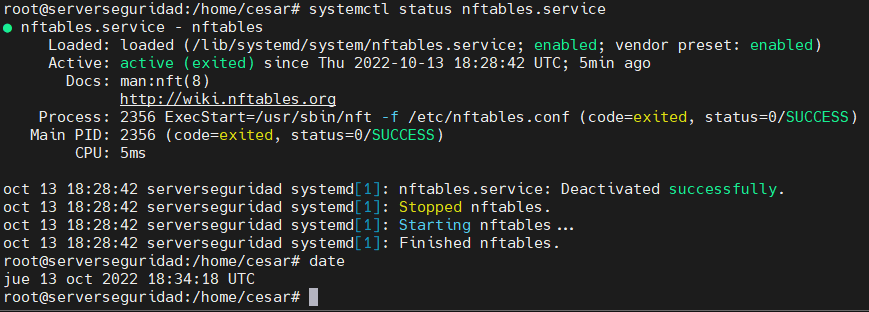 root@serverseguridad:/home/cesar# systemctl status nftables.service
● nftables.service - nftables
Loaded: loaded (/lib/systemd/system/nftables.service; enabled; vendor preset: enabled)
Active: active (exited) since Thu 2022-10-13 18:28:42 UTC; 5min ago
Docs: man:nft(8)
http://wiki.nftables.org
Process: 2356 ExecStart=/usr/sbin/nft -f /etc/nftables.conf (code=exited, status=0/SUCCESS)
Main PID: 2356 (code=exited, status=0/SUCCESS)
CPU: 5ms
oct 13 18:28:42 serverseguridad systemd[1]: nftables.service: Deactivated successfully.
oct 13 18:28:42 serverseguridad systemd[1]: Stopped nftables.
oct 13 18:28:42 serverseguridad systemd[1]: Starting nftables...
oct 13 18:28:42 serverseguridad systemd[1]: Finished nftables.
root@serverseguridad:/home/cesar# date
jue 13 oct 2022 18:34:18 UTC
root@serverseguridad:/home/cesar#